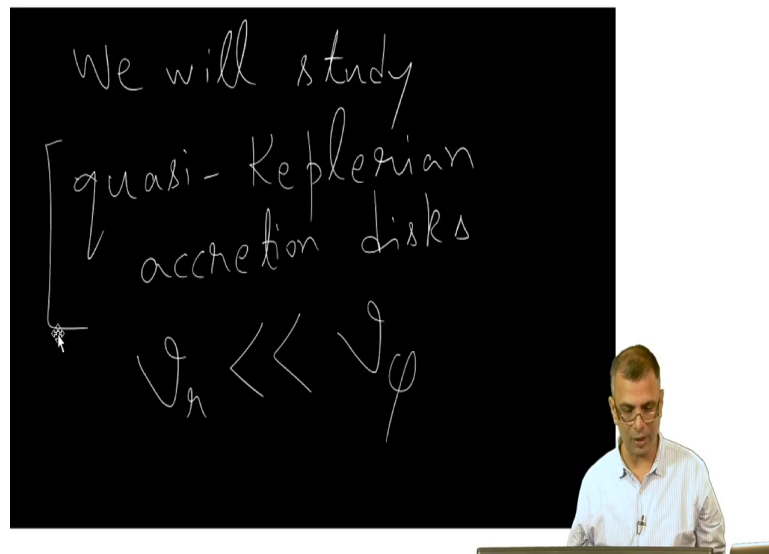 We will study
quasi-Keplerian
accretion disks
v_r << v_φ